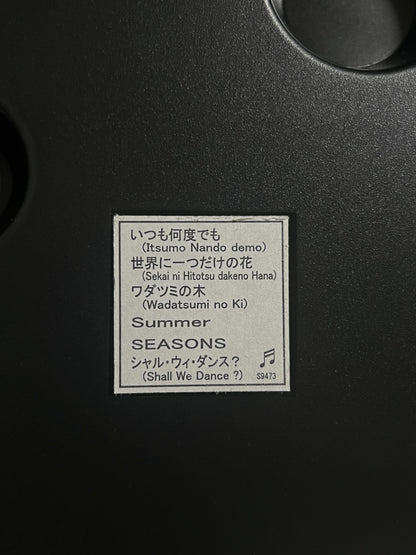 いつも何度でも
(Itsumo Nando demo)
世界に一つだけの花
(Sekai ni Hitotsu dakeno Hana)
ワダツミの木
(Wadatsumi no Ki)
Summer
SEASONS
シャル・ウィ・ダンス?
(Shall We Dance ?)
S9473